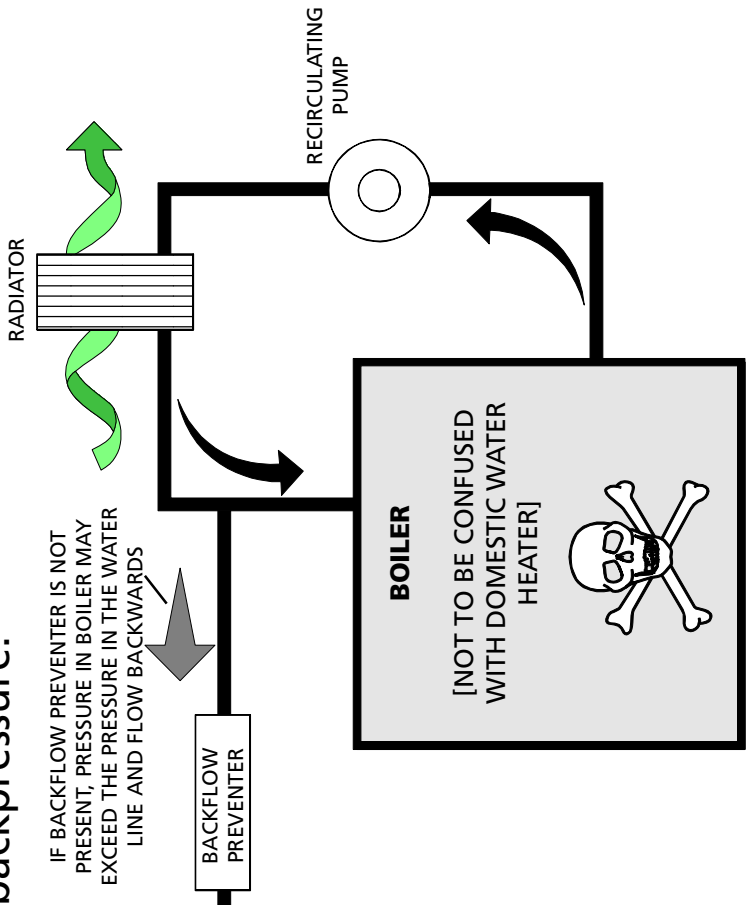 backpressure.
RADIATOR
RECIRCULATING
PUMP
IF BACKFLOW PREVENTER IS NOT
PRESENT, PRESSURE IN BOILER MAY
EXCEED THE PRESSURE IN THE WATER
LINE AND FLOW BACKWARDS
BACKFLOW
PREVENTER
BOILER
[NOT TO BE CONFUSED
WITH DOMESTIC WATER
HEATER]